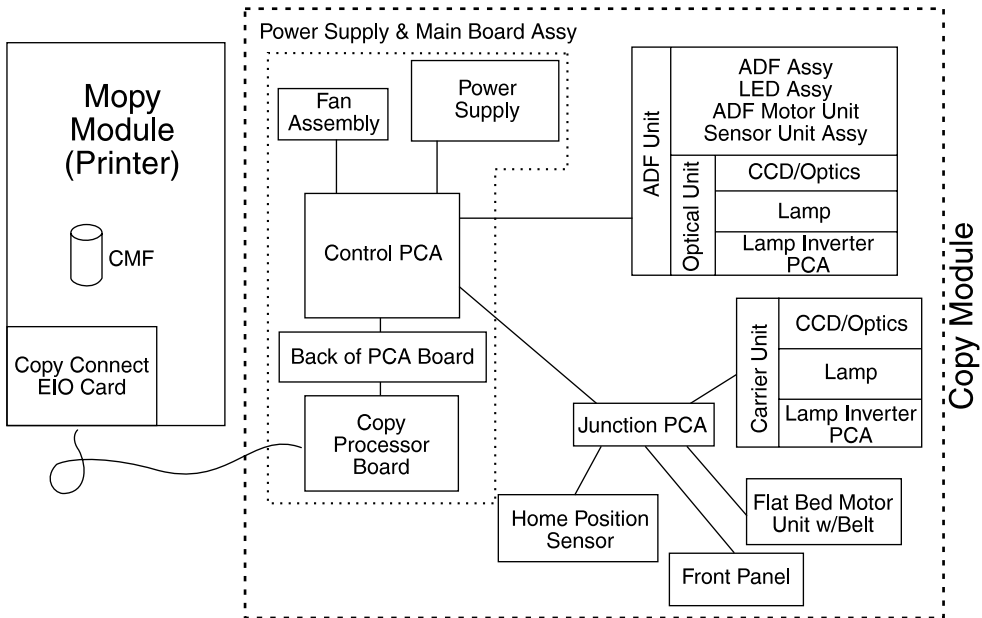 Mopy
Module
(Printer)
CMF
Copy Connect
EIO Card
Power Supply & Main Board Assy
Fan
Assembly
Power
Supply
Control PCA
Back of PCA Board
Copy
Processor
Board
ADF Unit
ADF Assy
LED Assy
ADF Motor Unit
Sensor Unit Assy
Optical Unit
CCD/Optics
Lamp
Lamp Inverter
PCA
Carrier Unit
CCD/Optics
Lamp
Lamp Inverter
PCA
Junction PCA
Home Position
Sensor
Flat Bed Motor
Unit w/Belt
Front Panel
Copy Module